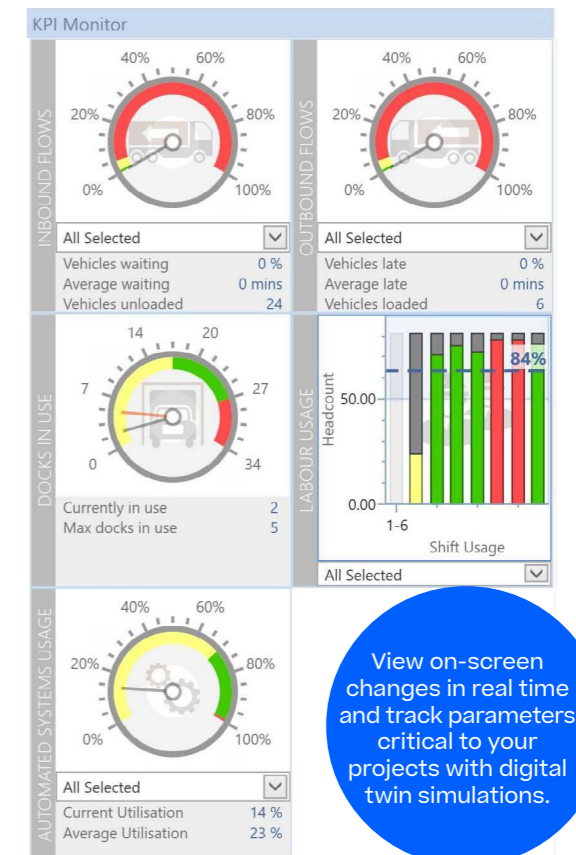 KPI Monitor
INBOUND FLOWS
40% 60%
20% 80%
0% 100%
All Selected
Vehicles waiting 0 %
Average waiting 0 mins
Vehicles unloaded 24
OUTBOUND FLOWS
40% 60%
20% 80%
0% 100%
All Selected
Vehicles late 0 %
Average late 0 mins
Vehicles loaded 6
DOCKS IN USE
14 20
7 27
0 34
Currently in use 2
Max docks in use 5
LABOUR USAGE
Headcount
84%
50.00
0.00
1-6
Shift Usage
All Selected
AUTOMATED SYSTEMS USAGE
40% 60%
20% 80%
0% 100%
All Selected
Current Utilisation 14 %
Average Utilisation 23 %
View on-screen
changes in real time
and track parameters
critical to your
projects with digital
twin simulations.